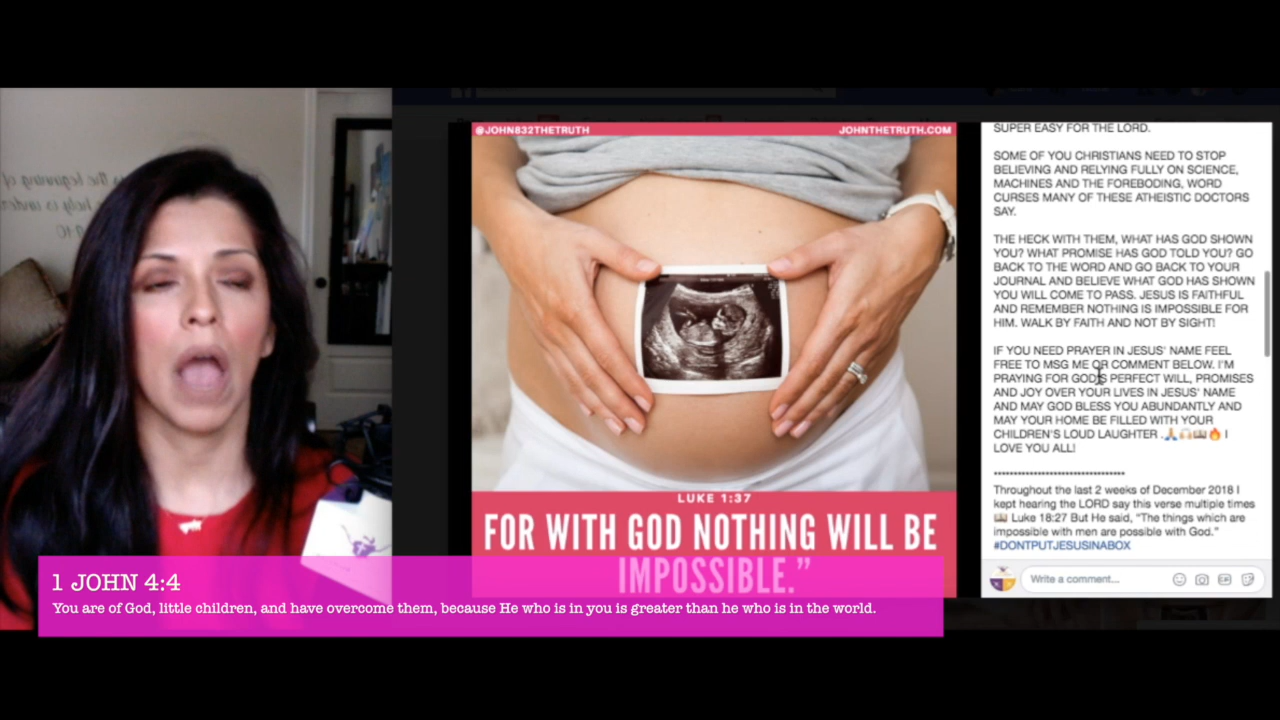 @JOHN832THETRUTH
JOHNTHETRUTH.COM
LUKE 1:37
FOR WITH GOD NOTHING WILL BE
IMPOSSIBLE.”
SUPER EASY FOR THE LORD.
SOME OF YOU CHRISTIANS NEED TO STOP
BELIEVING AND RELYING FULLY ON SCIENCE,
MACHINES AND THE FOREBODING, WORD
CURSES MANY OF THESE ATHEISTIC DOCTORS
SAY.
THE HECK WITH THEM, WHAT HAS GOD SHOWN
YOU? WHAT PROMISE HAS GOD TOLD YOU? GO
BACK TO THE WORD AND GO BACK TO YOUR
JOURNAL AND BELIEVE WHAT GOD HAS SHOWN
YOU WILL COME TO PASS. JESUS IS FAITHFUL
AND REMEMBER NOTHING IS IMPOSSIBLE FOR
HIM. WALK BY FAITH AND NOT BY SIGHT!
IF YOU NEED PRAYER IN JESUS' NAME FEEL
FREE TO MSG ME OR COMMENT BELOW. I'M
PRAYING FOR GOD'S PERFECT WILL, PROMISES
AND JOY OVER YOUR LIVES IN JESUS' NAME
AND MAY GOD BLESS YOU ABUNDANTLY AND
MAY YOUR HOME BE FILLED WITH YOUR
CHILDREN'S LOUD LAUGHTER .🙏🏻🎧📖🔥 I
LOVE YOU ALL!
*********************************
Throughout the last 2 weeks of December 2018 I
kept hearing the LORD say this verse multiple times
📖 Luke 18:27 But He said, “The things which are
impossible with men are possible with God.”
#DONTPUTJESUSINABOX
Write a comment...
1 JOHN 4:4
You are of God, little children, and have overcome them, because He who is in you is greater than he who is in the world.